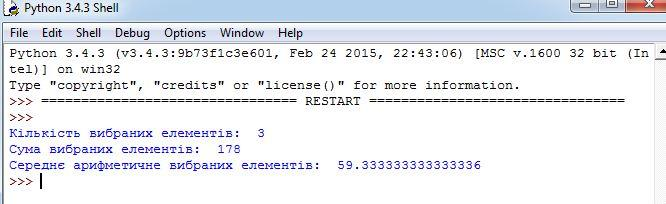 Python 3.4.3 Shell
File Edit Shell Debug Options Window Help
Python 3.4.3 (v3.4.3:9b73f1c3e601, Feb 24 2015, 22:43:06) [MSC v.1600 32 bit (In
tel)] on win32
Type "copyright", "credits" or "license()" for more information.
>>> ================================ RESTART ================================
>>>
Кількість вибраних елементів:  3
Сума вибраних елементів:  178
Середнє арифметичне вибраних елементів:  59.333333333333336
>>>